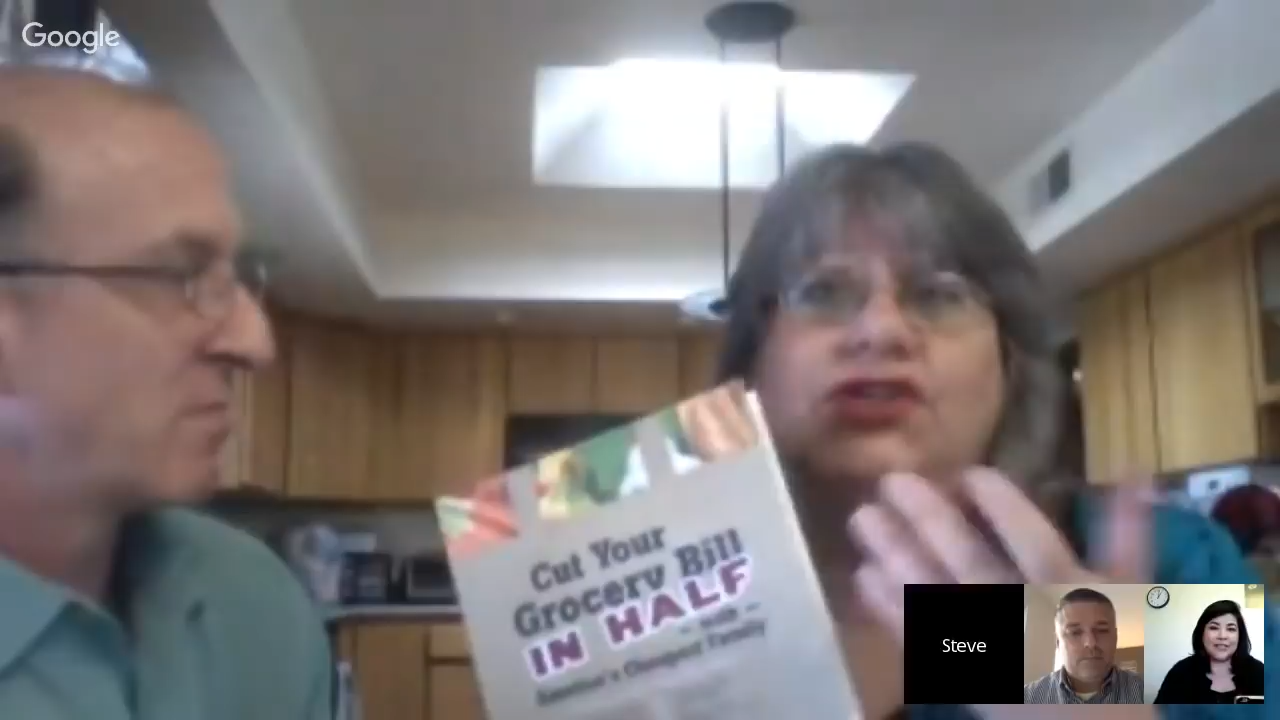 Google
Cut Your
Grocery Bill
IN HALF
— with —
America's Cheapest Family
Steve